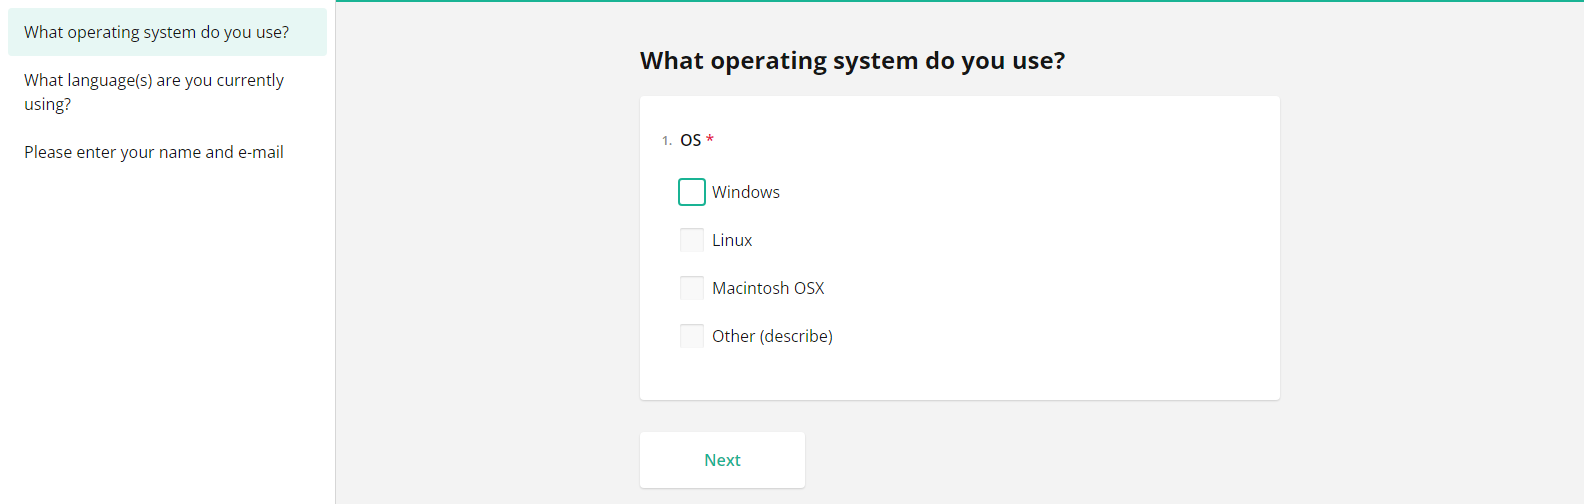 What operating system do you use?
What language(s) are you currently
using?
Please enter your name and e-mail
What operating system do you use?
1. OS *
Windows
Linux
Macintosh OSX
Other (describe)
Next